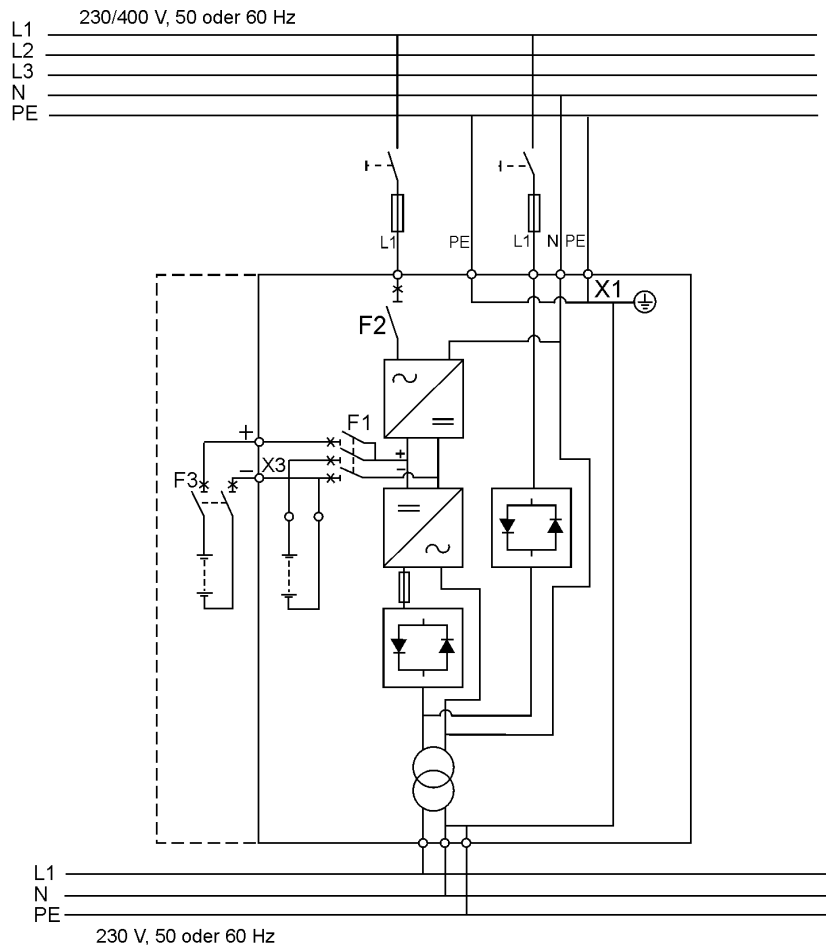 230/400 V, 50 oder 60 Hz
L1
L2
L3
N
PE
L1
PE
L1
N
PE
X1
F2
F1
+
+
−
−
X3
F3
L1
N
PE
230 V, 50 oder 60 Hz